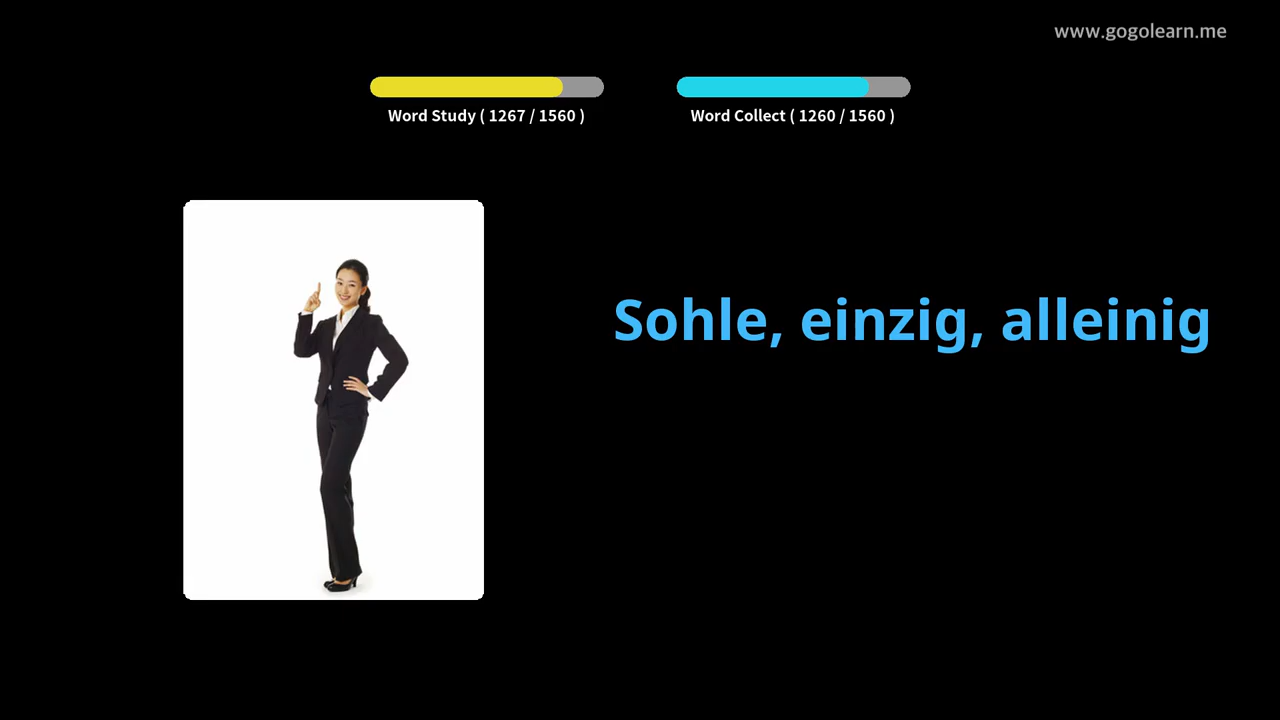 www.gogolearn.me
Word Study ( 1267 / 1560 )
Word Collect ( 1260 / 1560 )
Sohle, einzig, alleinig